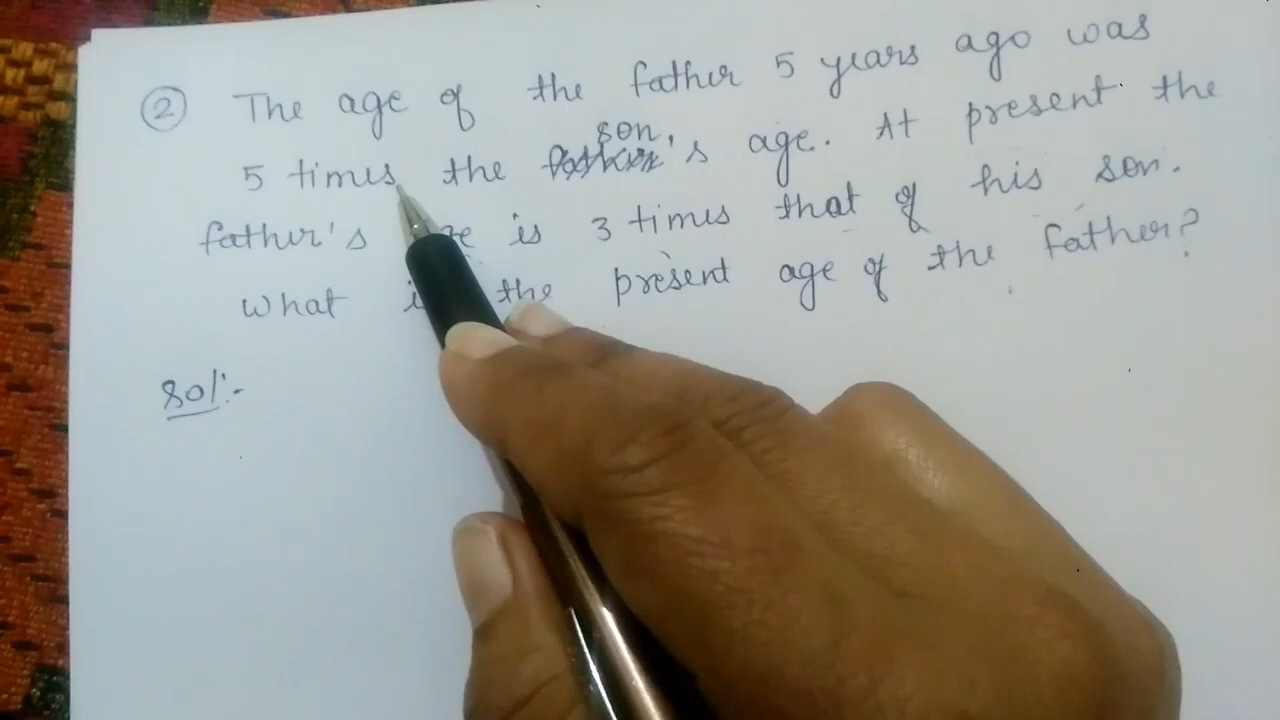 ② The age of the father 5 years ago was
son,
5 times the 's age. At present the
father's is 3 times that of his son.
What the present age of the father?
Sol:-